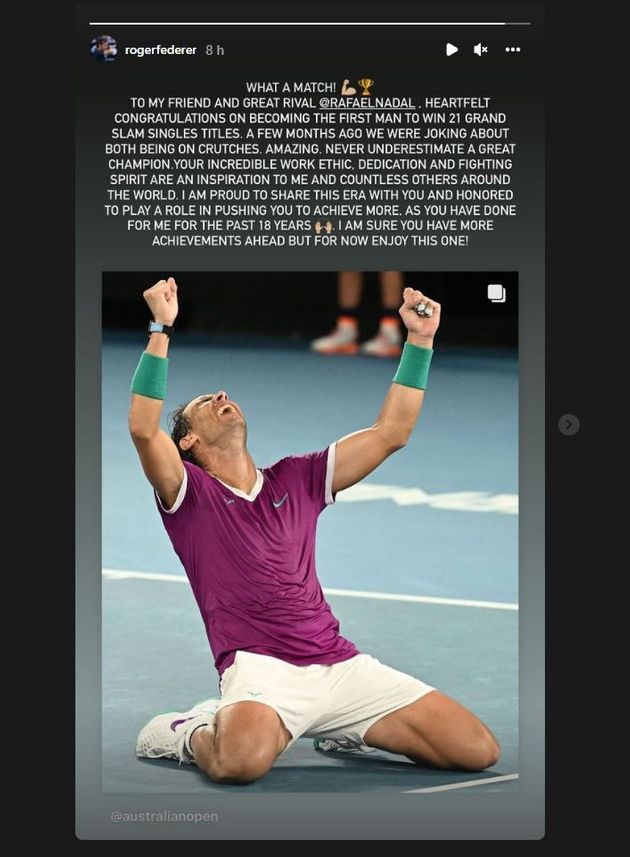 rogerfederer 8 h
WHAT A MATCH! 💪🏼🏆
TO MY FRIEND AND GREAT RIVAL @RAFAELNADAL , HEARTFELT
CONGRATULATIONS ON BECOMING THE FIRST MAN TO WIN 21 GRAND
SLAM SINGLES TITLES. A FEW MONTHS AGO WE WERE JOKING ABOUT
BOTH BEING ON CRUTCHES. AMAZING. NEVER UNDERESTIMATE A GREAT
CHAMPION.YOUR INCREDIBLE WORK ETHIC, DEDICATION AND FIGHTING
SPIRIT ARE AN INSPIRATION TO ME AND COUNTLESS OTHERS AROUND
THE WORLD. I AM PROUD TO SHARE THIS ERA WITH YOU AND HONORED
TO PLAY A ROLE IN PUSHING YOU TO ACHIEVE MORE, AS YOU HAVE DONE
FOR ME FOR THE PAST 18 YEARS 🙌🏼. I AM SURE YOU HAVE MORE
ACHIEVEMENTS AHEAD BUT FOR NOW ENJOY THIS ONE!
@australianopen